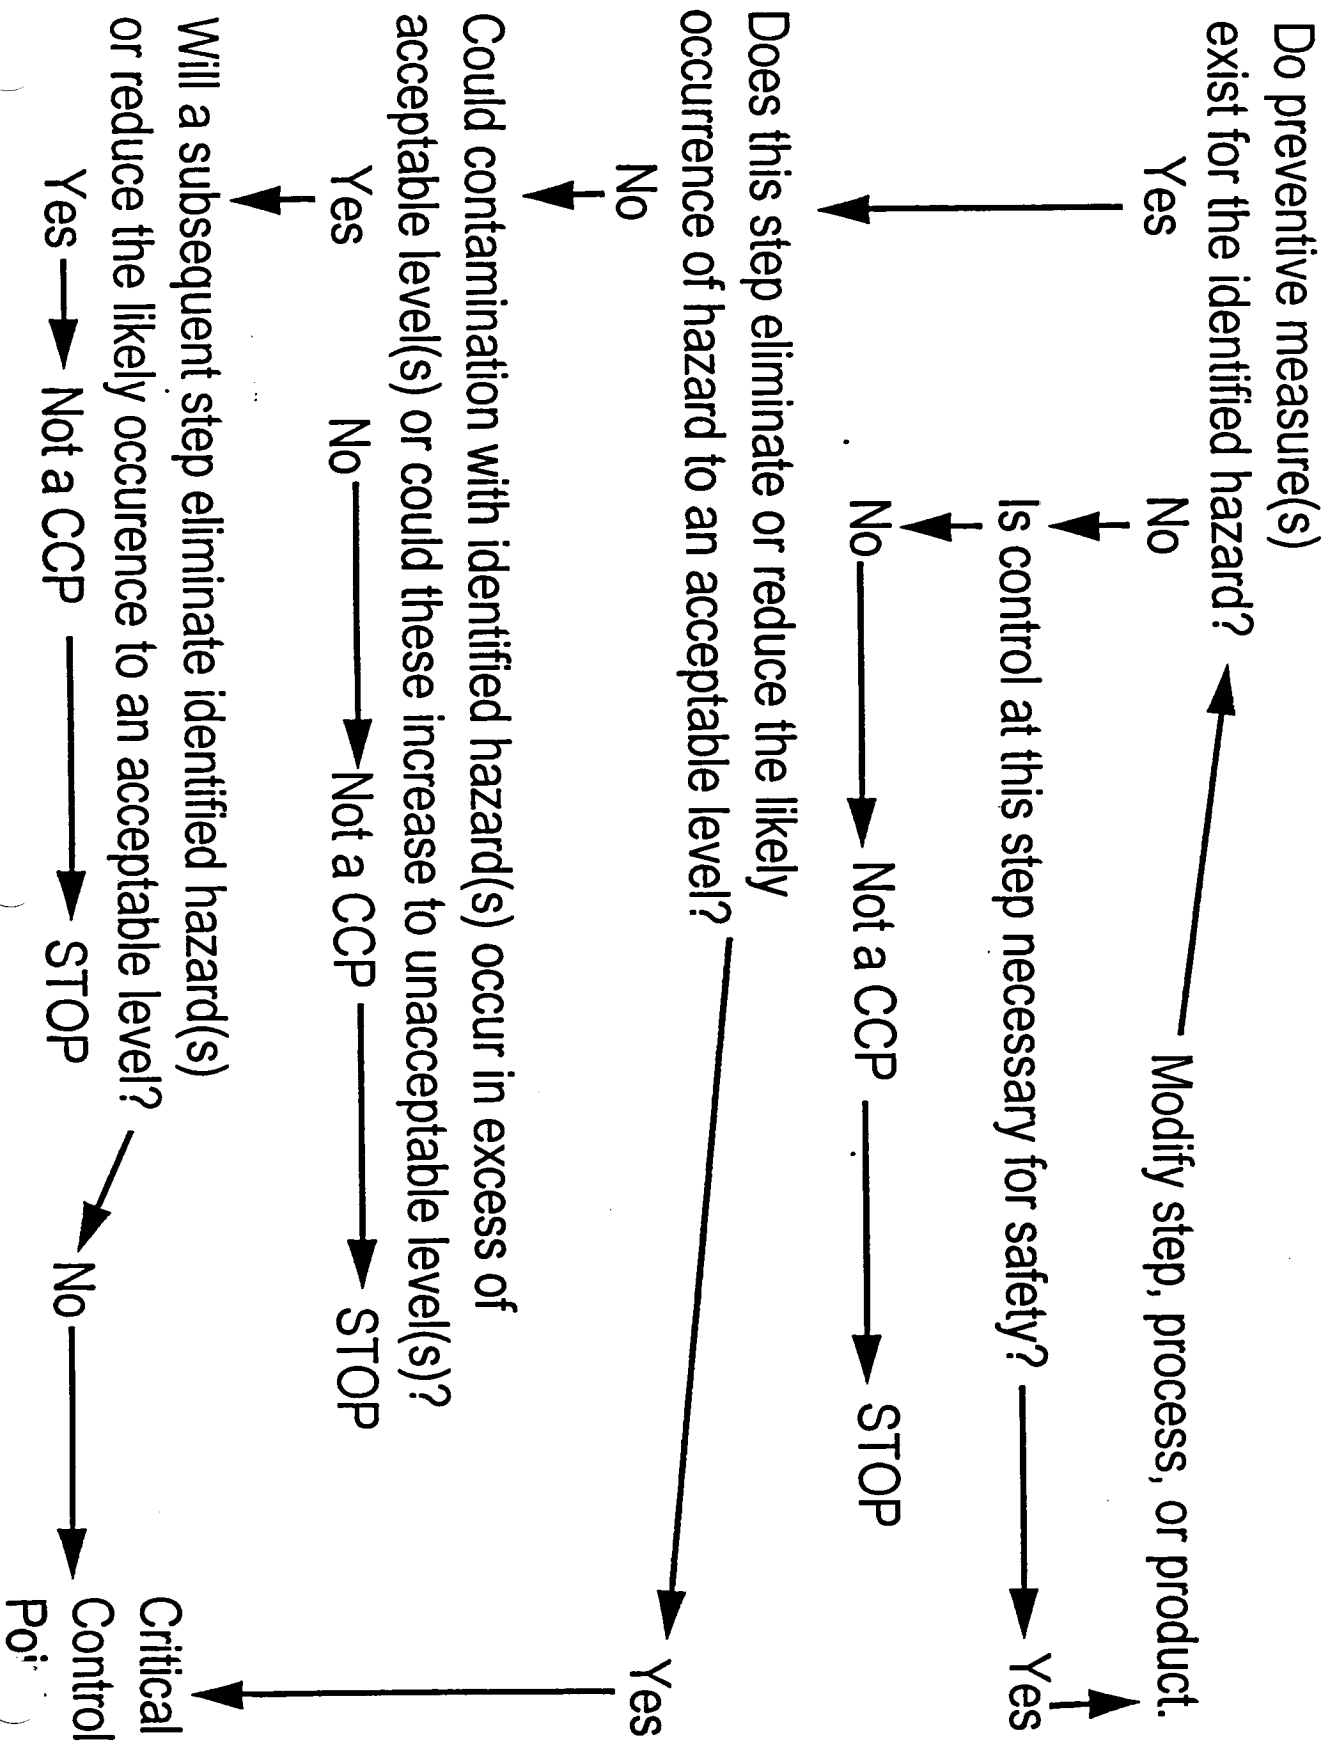 Do preventive measure(s)
exist for the identified hazard?
Yes
No
Modify step, process, or product.
Is control at this step necessary for safety?
Yes
No
Not a CCP
STOP
Does this step eliminate or reduce the likely
occurrence of hazard to an acceptable level?
No
Yes
Could contamination with identified hazard(s) occur in excess of
acceptable level(s) or could these increase to unacceptable level(s)?
Yes
No
Not a CCP
STOP
Will a subsequent step eliminate identified hazard(s)
or reduce the likely occurence to an acceptable level?
Yes
Not a CCP
STOP
No
Critical
Control